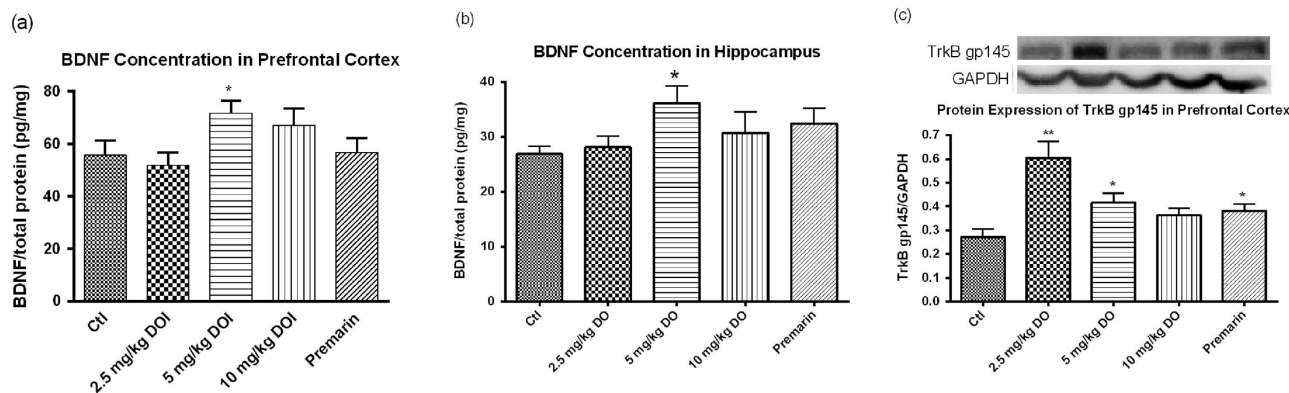 (a)
BDNF Concentration in Prefrontal Cortex
*
BDNF/total protein (pg/mg)
80
60
40
20
0
Ctl
2.5 mg/kg DOI
5 mg/kg DOI
10 mg/kg DOI
Premarin
(b)
BDNF Concentration in Hippocampus
*
BDNF/total protein (pg/mg)
40
30
20
10
0
Ctl
2.5 mg/kg DO
5 mg/kg DO
10 mg/kg DO
Premarin
(c)
TrkB gp145
GAPDH
Protein Expression of TrkB gp145 in Prefrontal Cortex
**
*
*
TrkB gp145/GAPDH
0.7
0.6
0.5
0.4
0.3
0.2
0.1
0.0
Ctl
2.5 mg/kg DO
5 mg/kg DO
10 mg/kg DO
Premarin